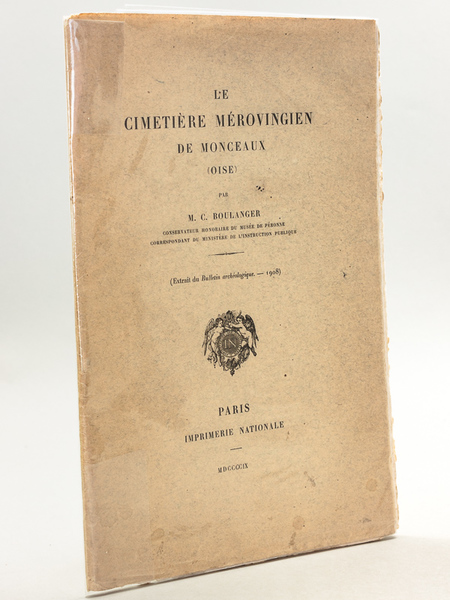 LE
CIMETIÈRE MÉROVINGIEN
DE MONCEAUX
(OISE)
PAR
M. C. BOULANGER
CONSERVATEUR HONORAIRE DU MUSÉE DE PÉRONNE
CORRESPONDANT DU MINISTÈRE DE L'INSTRUCTION PUBLIQUE
(Extrait du Bulletin archéologique. — 1908)
IN
PARIS
IMPRIMERIE NATIONALE
MDCCCCIX